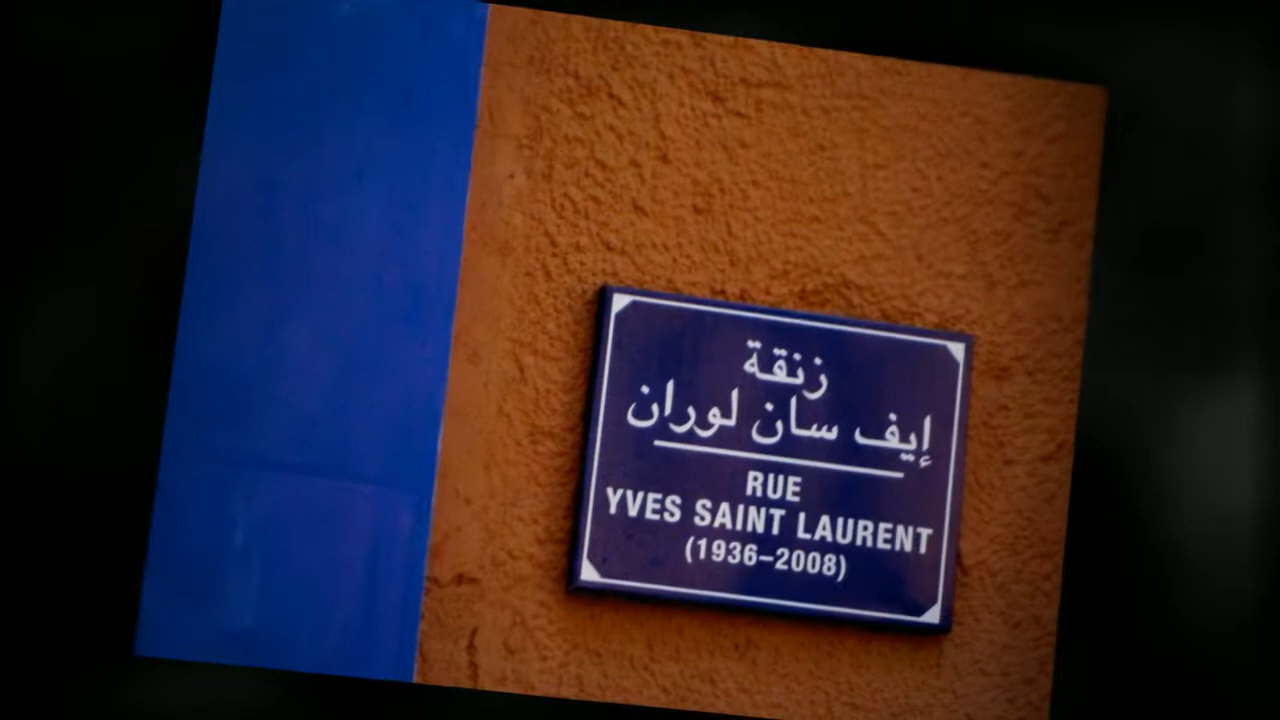 زنقة
إيف سان لوران
RUE
YVES SAINT LAURENT
(1936–2008)